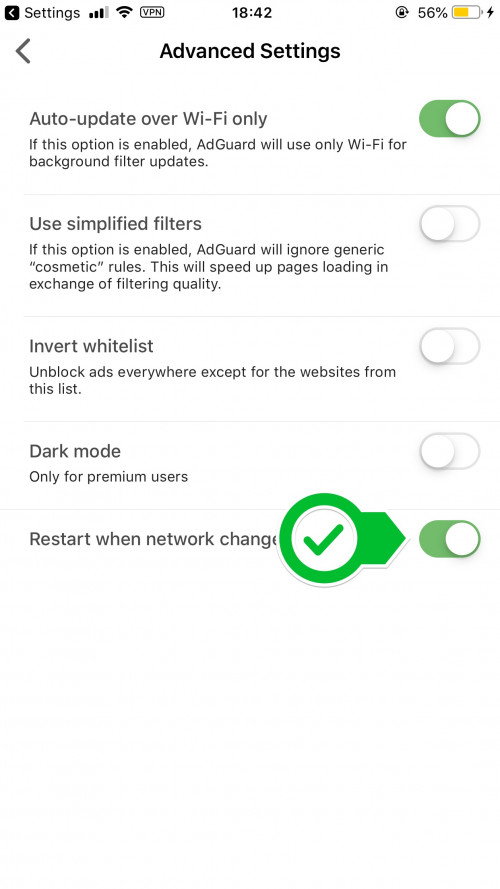 Settings VPN 18:42 56%
Advanced Settings
Auto-update over Wi-Fi only
If this option is enabled, AdGuard will use only Wi-Fi for
background filter updates.
Use simplified filters
If this option is enabled, AdGuard will ignore generic
“cosmetic” rules. This will speed up pages loading in
exchange of filtering quality.
Invert whitelist
Unblock ads everywhere except for the websites from
this list.
Dark mode
Only for premium users
Restart when network change